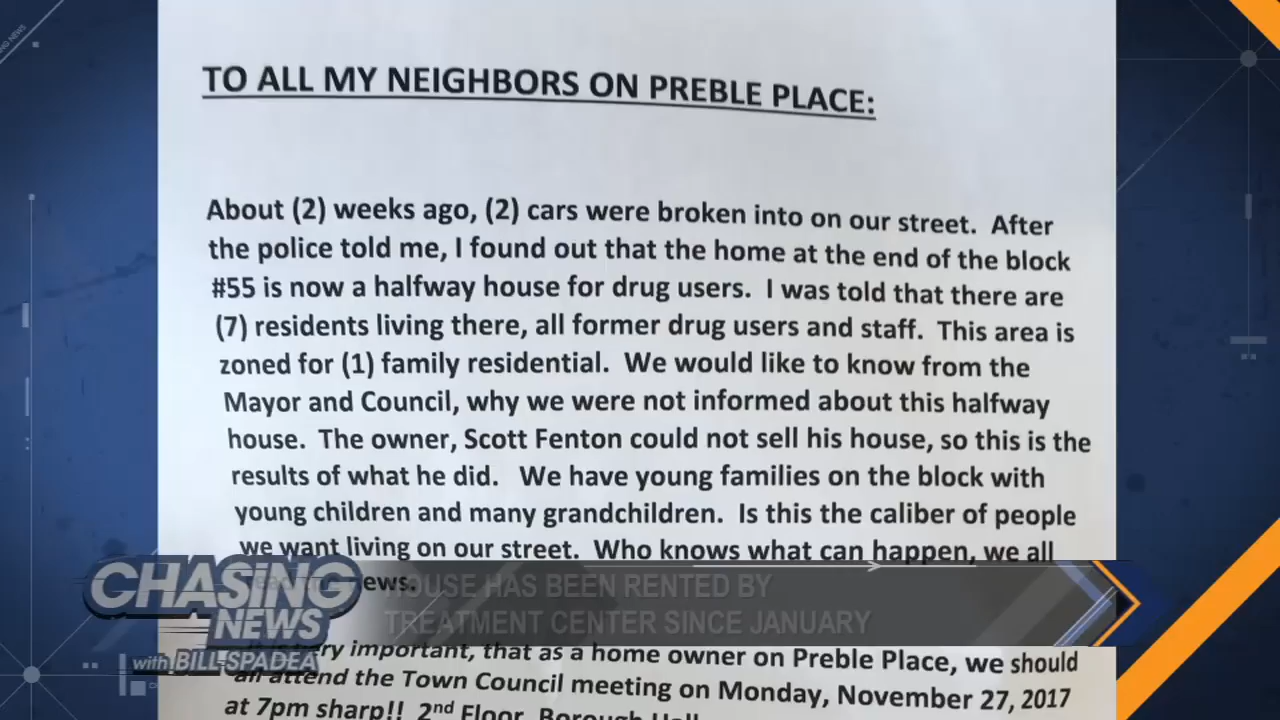 TO ALL MY NEIGHBORS ON PREBLE PLACE:
About (2) weeks ago, (2) cars were broken into on our street. After
the police told me, I found out that the home at the end of the block
#55 is now a halfway house for drug users. I was told that there are
(7) residents living there, all former drug users and staff. This area is
zoned for (1) family residential. We would like to know from the
Mayor and Council, why we were not informed about this halfway
house. The owner, Scott Fenton could not sell his house, so this is the
results of what he did. We have young families on the block with
young children and many grandchildren. Is this the caliber of people
we want living on our street. Who knows what can happen, we all
ews.
HOUSE HAS BEEN RENTED BY
TREATMENT CENTER SINCE JANUARY
CHASING
NEWS
with BILL SPADEA
very important, that as a home owner on Preble Place, we should
all attend the Town Council meeting on Monday, November 27, 2017
at 7pm sharp!! 2nd Floor, Borough Hall